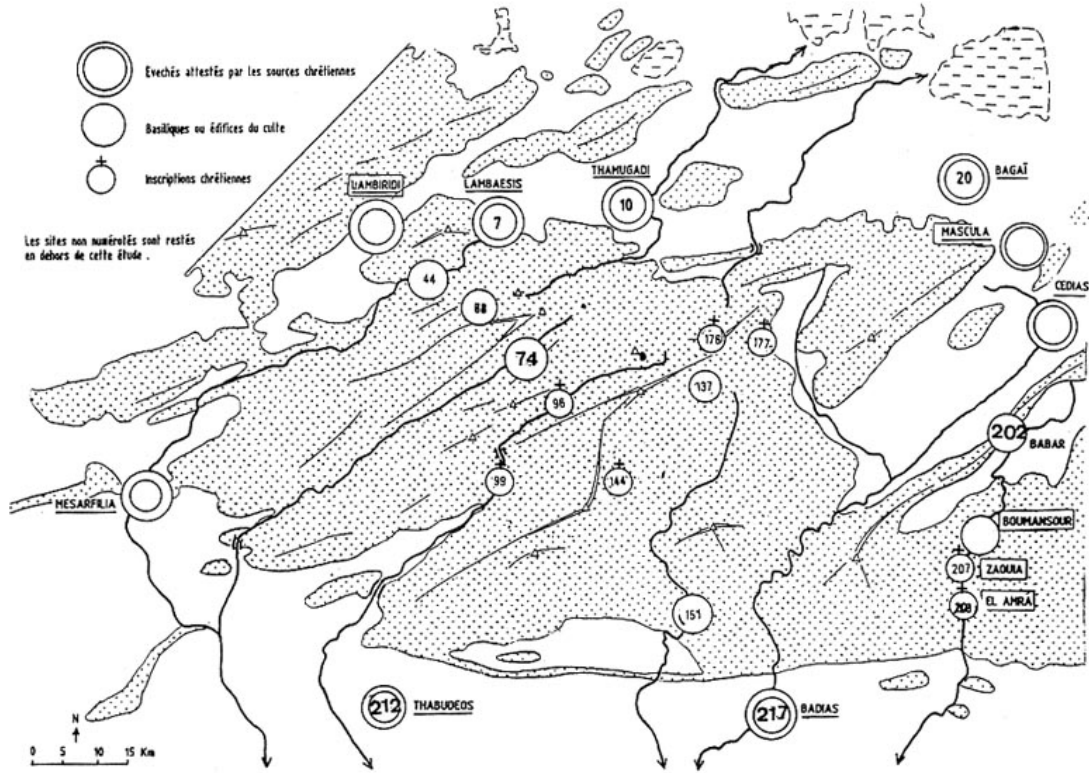 Evechés attestés par les sources chrétiennes
Basiliques ou édifices du culte
Inscriptions chrétiennes
Les sites non numérotés sont restés
en dehors de cette étude .
LAMBIRIDI
LAMBAESIS
7
THAMUGADI
10
20
BAGAÏ
MASCULA
CEDIAS
44
88
74
176
177
137
96
202
BABAR
99
144
MESARFILIA
BOUMANSOUR
207
ZAOUIA
208
EL AMRA
151
212
THABUDEOS
217
BADIAS
N
0 5 10 15 Km